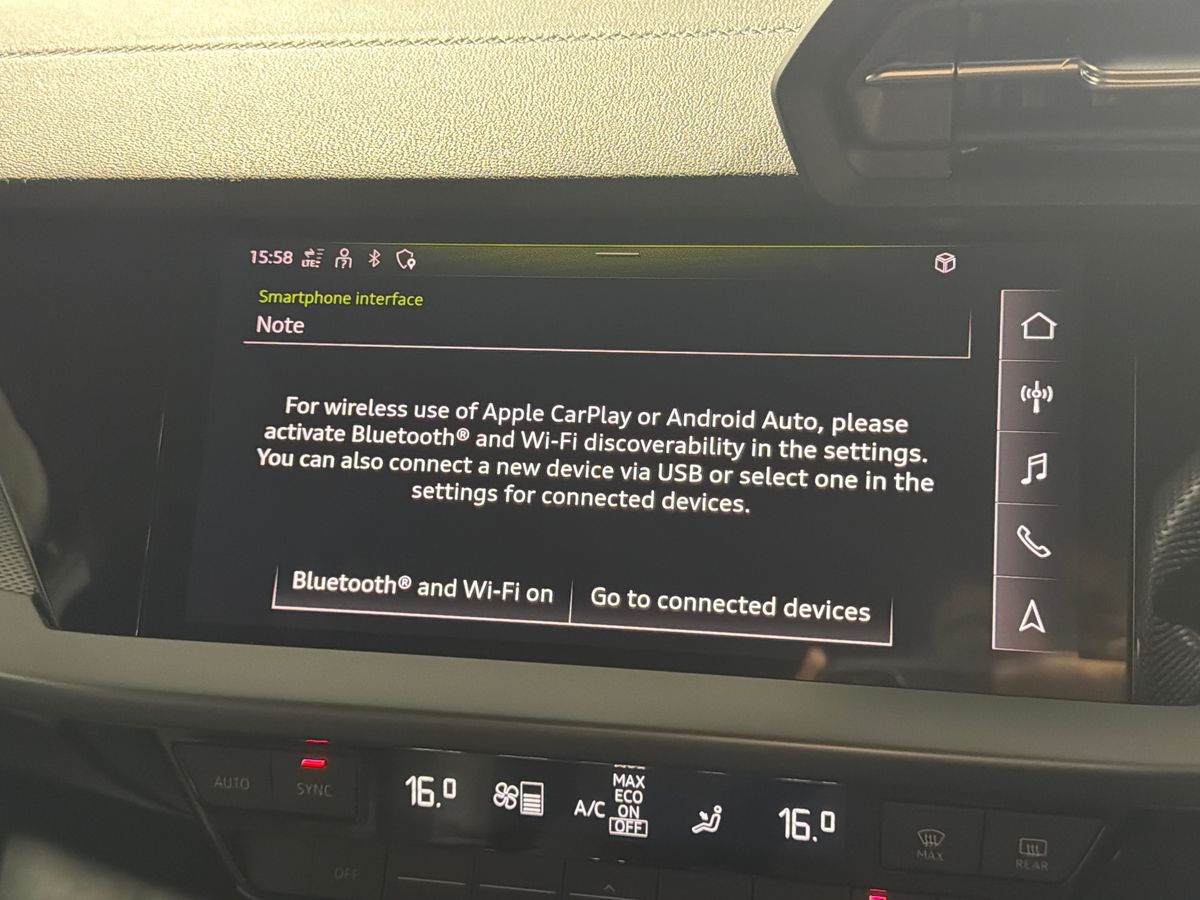 15:58 LTE
Smartphone interface
Note
For wireless use of Apple CarPlay or Android Auto, please
activate Bluetooth® and Wi-Fi discoverability in the settings.
You can also connect a new device via USB or select one in the
settings for connected devices.
Bluetooth® and Wi-Fi on
Go to connected devices
AUTO
SYNC
16.0
A/C
MAX
ECO
ON
OFF
16.0
MAX
REAR
OFF